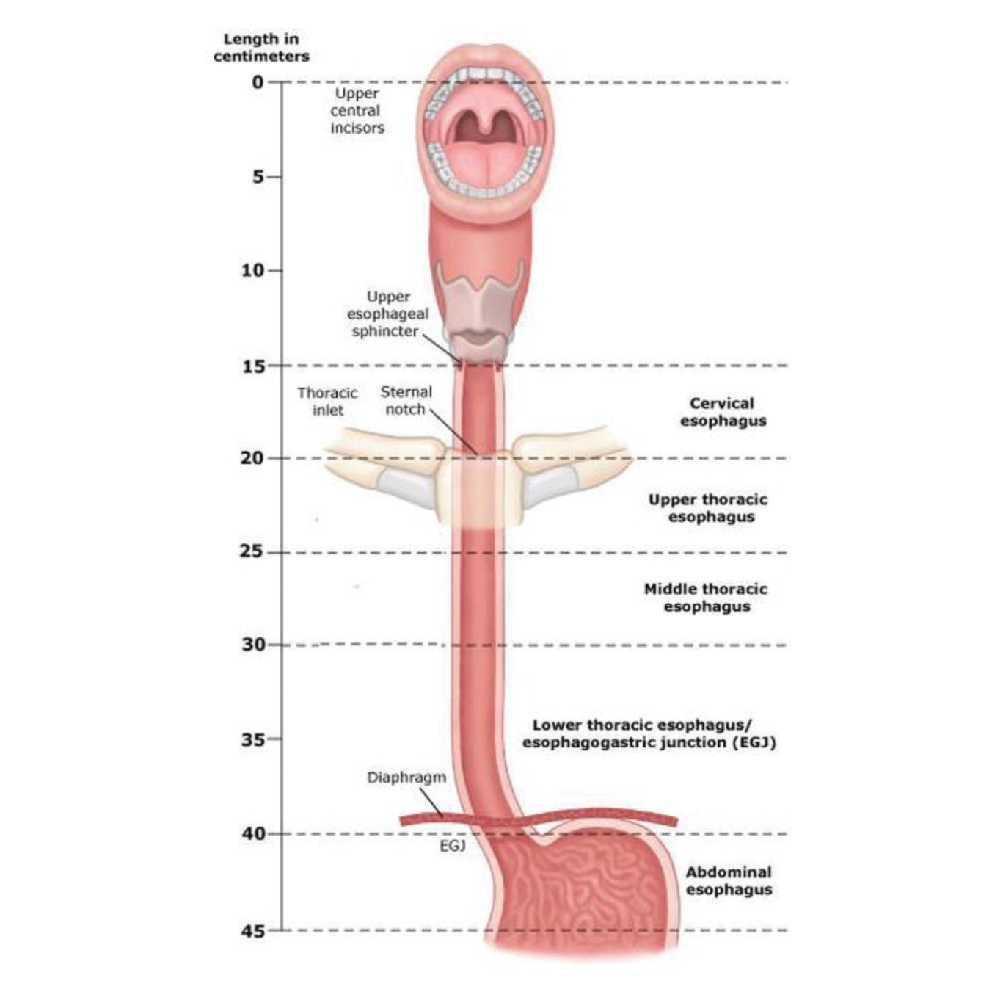 Length in
centimeters
0
Upper
central
incisors
5
10
Upper
esophageal
sphincter
15
Thoracic
inlet
Sternal
notch
Cervical
esophagus
20
Upper thoracic
esophagus
25
Middle thoracic
esophagus
30
Lower thoracic esophagus/
esophagogastric junction (EGJ)
35
Diaphragm
40
EGJ
Abdominal
esophagus
45